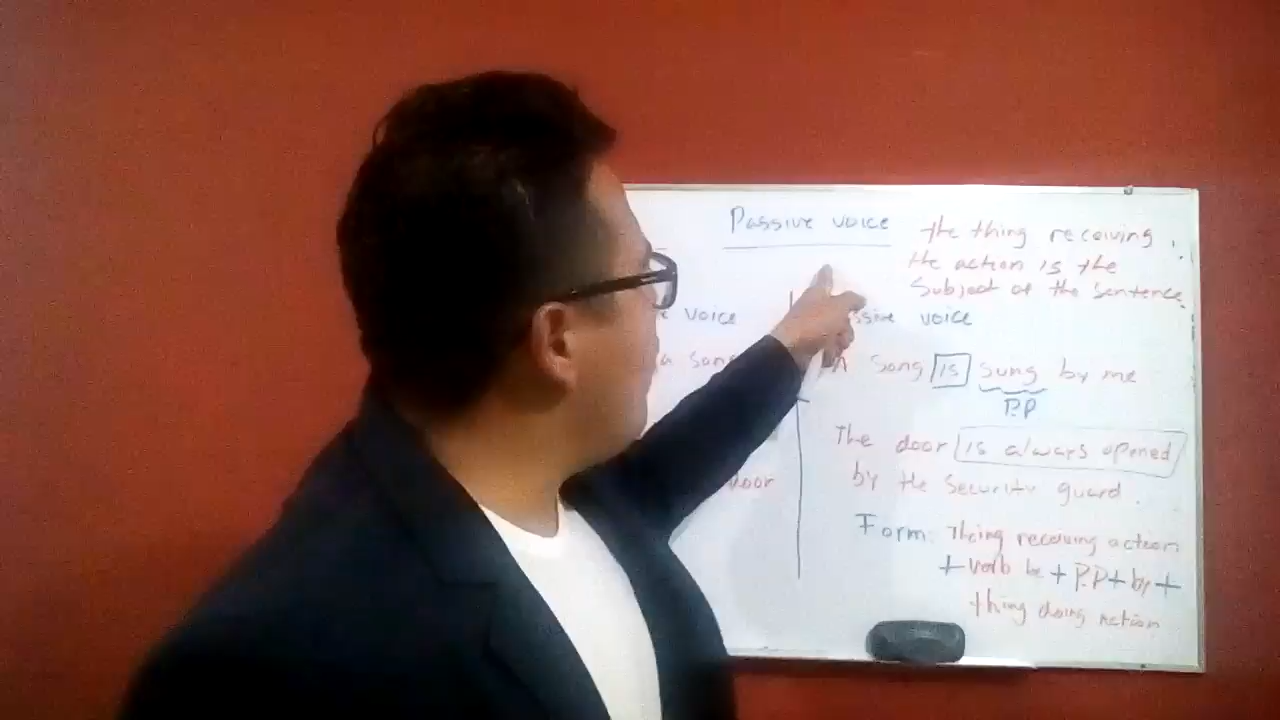 Passive voice
the thing receiving
the action is the
subject of the sentence.
voice
ssive voice
a song
A song is sung by me
P.P
The door is always opened
by the security guard.
door
Form: Thing receiving action
+ verb be + P.P + by +
thing doing action